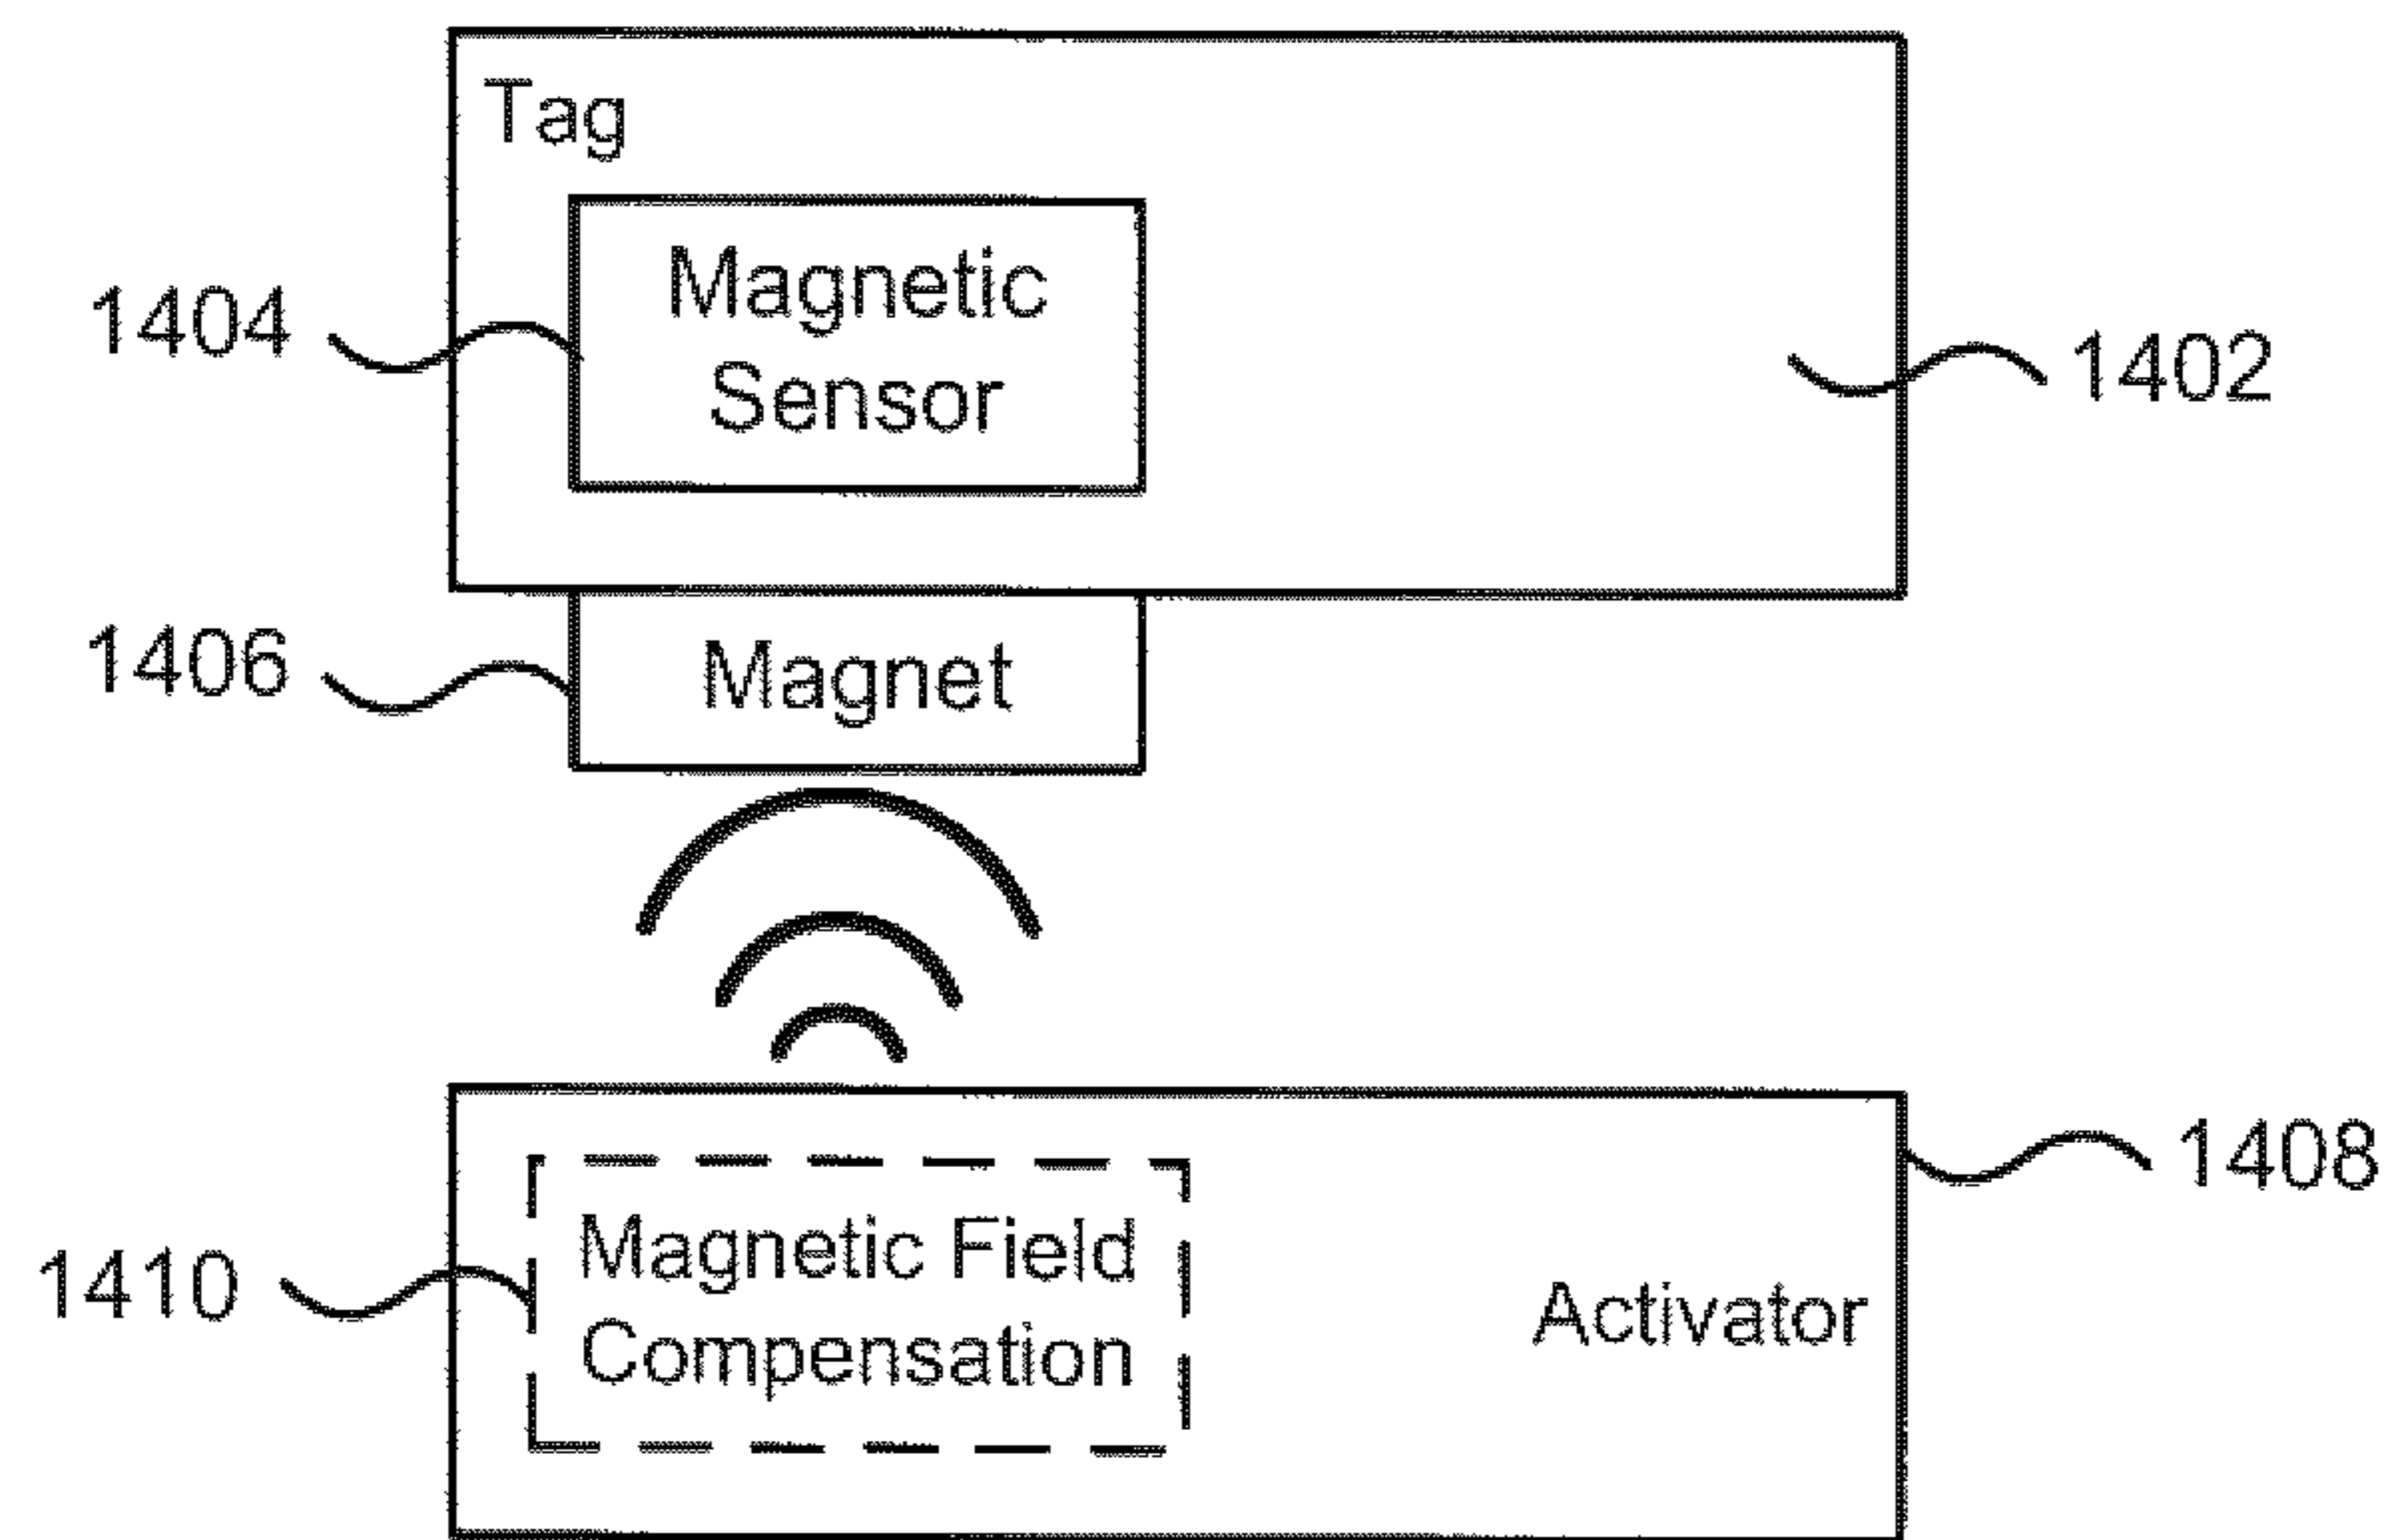 Tag
Magnetic
Sensor
1404
1402
1406
Magnet
1408
Magnetic Field
Compensation
1410
Activator